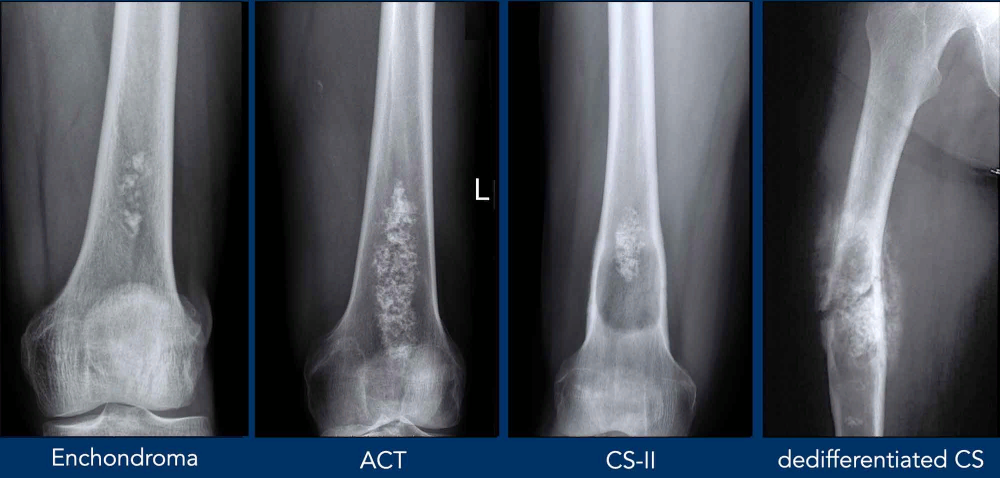 L
Enchondroma
ACT
CS-II
dedifferentiated CS